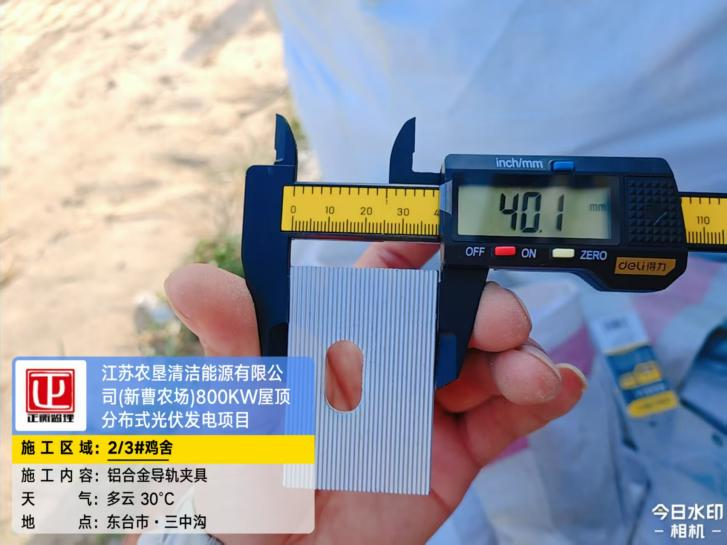 inch/mm
40.1 mm
0 10 20 30
OFF ON ZERO
deli得力
110
正衡管理
江苏农垦清洁能源有限公
司(新曹农场)800KW屋顶
分布式光伏发电项目
施工区域：2/3#鸡舍
施工内容：铝合金导轨夹具
天气：多云 30°C
地点：东台市·三中沟
今日水印
-相机-